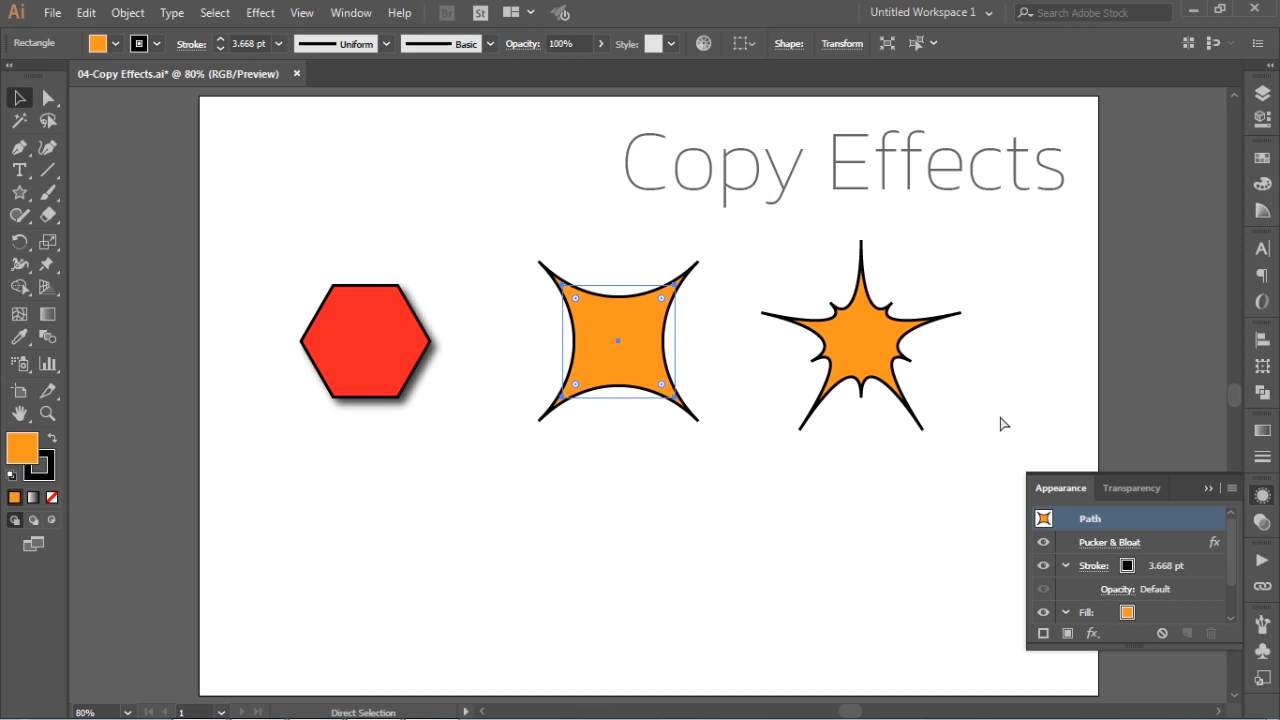 Ai File Edit Object Type Select Effect View Window Help Br St Untitled Workspace 1 Search Adobe Stock
Rectangle Stroke: 3.668 pt Uniform Basic Opacity: 100% Style: Shape: Transform
04-Copy Effects.ai* @ 80% (RGB/Preview) ×
Copy Effects
Appearance Transparency
Path
Pucker & Bloat fx
Stroke: 3.668 pt
Opacity: Default
Fill:
fx.
80% 1 Direct Selection